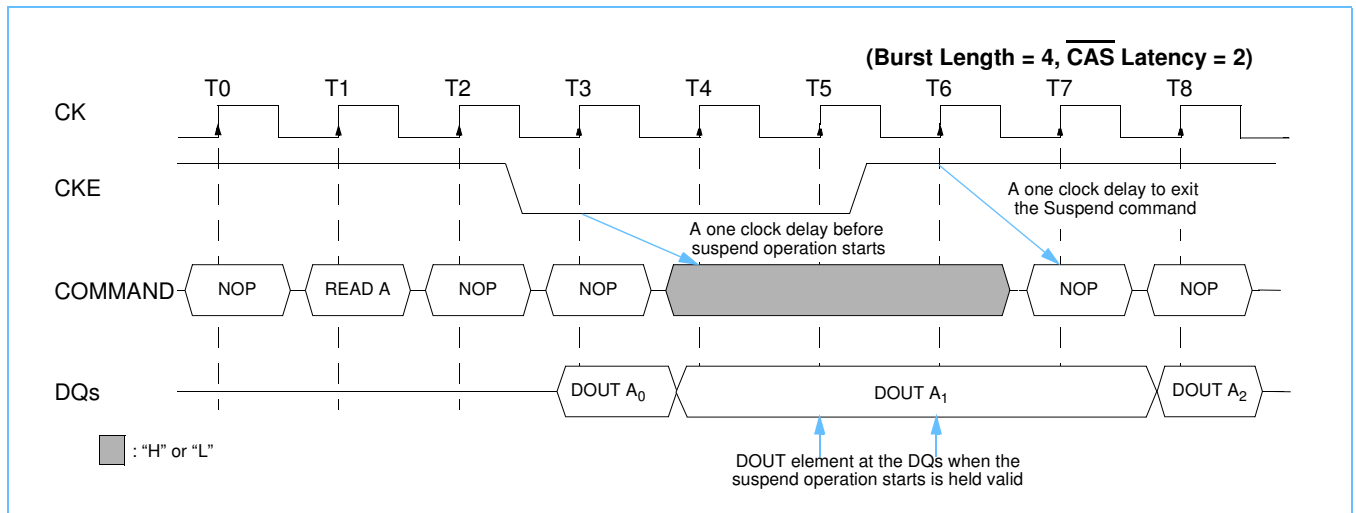 (Burst Length = 4, CAS Latency = 2)
T0 T1 T2 T3 T4 T5 T6 T7 T8
CK
CKE
A one clock delay to exit
the Suspend command
A one clock delay before
suspend operation starts
COMMAND NOP READ A NOP NOP NOP NOP
DQs DOUT A0 DOUT A1 DOUT A2
: “H” or “L”
DOUT element at the DQs when the
suspend operation starts is held valid